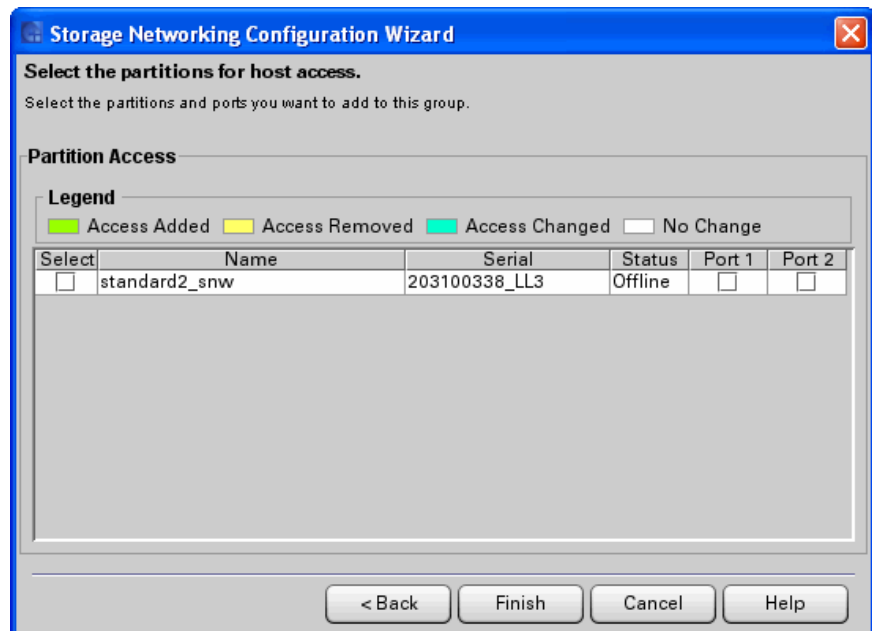 Storage Networking Configuration Wizard
Select the partitions for host access.
Select the partitions and ports you want to add to this group.
Partition Access
Legend
Access Added Access Removed Access Changed No Change
Select Name Serial Status Port 1 Port 2
standard2_snw 203100338_LL3 Offline
< Back Finish Cancel Help